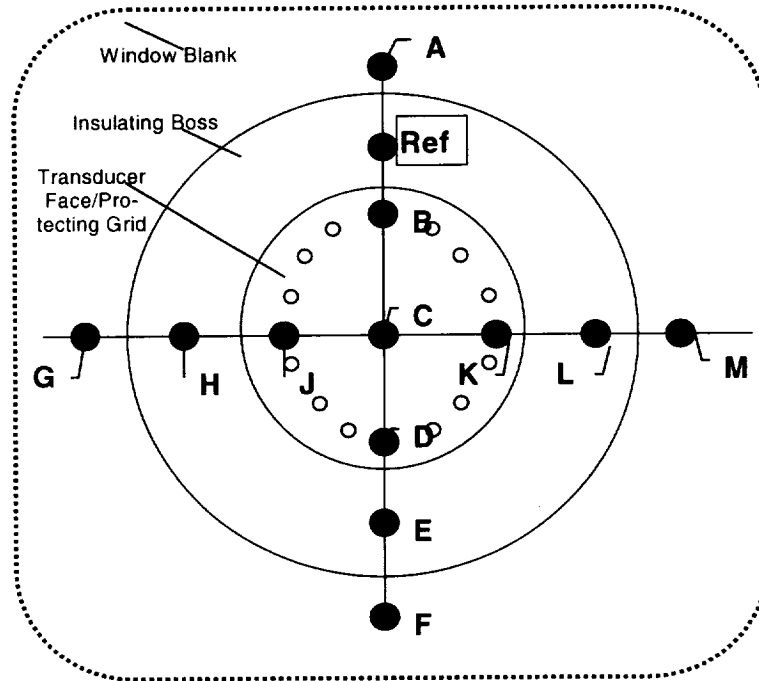 A
Window Blank
Insulating Boss
Ref
Transducer
Face/Pro-
tecting Grid
B
C
G
H
J
K
L
M
D
E
F